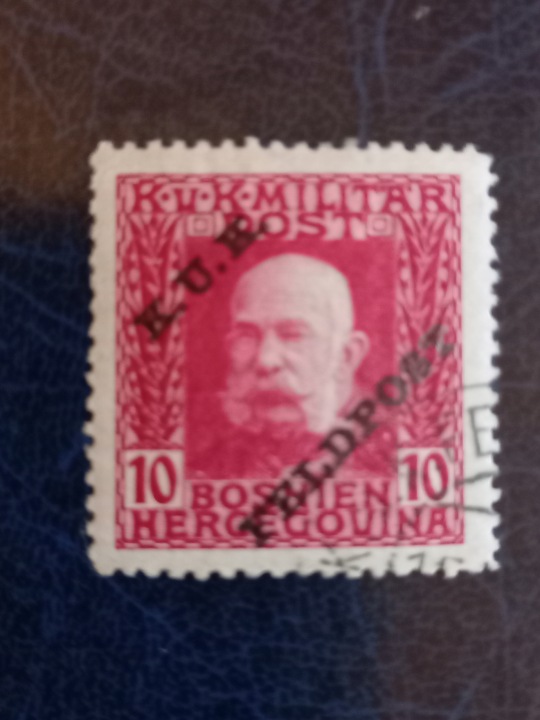 K.U.K. MILITÄR
POST
K.U.K.
FELDPOST
10 10
BOSNIEN
HERCEGOVINA